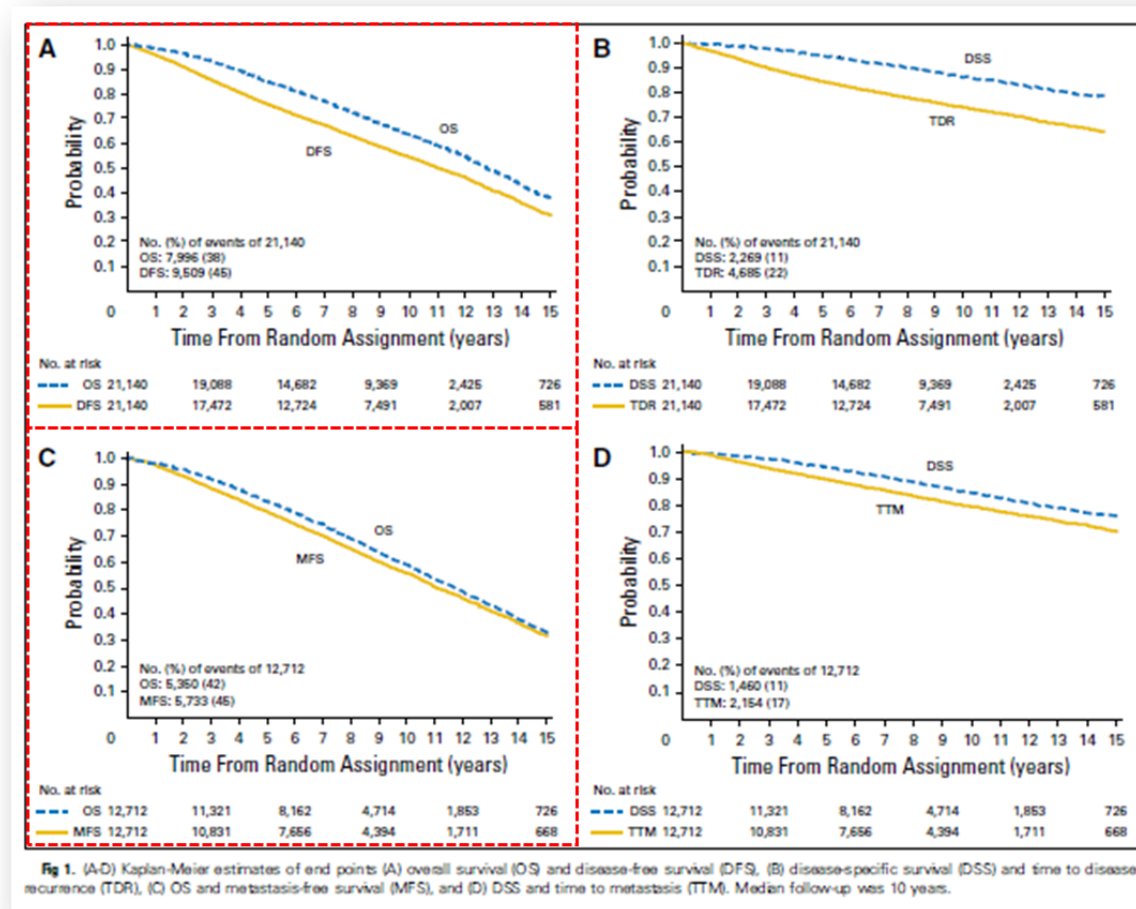 A
Probability
1.0
0.9
0.8
0.7
0.6
0.5
0.4
0.3
0.2
0.1
OS
DFS
No. (%) of events of 21,140
OS: 7,996 (38)
DFS: 9,509 (45)
0 1 2 3 4 5 6 7 8 9 10 11 12 13 14 15
Time From Random Assignment (years)
No. at risk
OS 21,140 19,088 14,682 9,369 2,425 726
DFS 21,140 17,472 12,724 7,491 2,007 581
B
Probability
1.0
0.9
0.8
0.7
0.6
0.5
0.4
0.3
0.2
0.1
DSS
TDR
No. (%) of events of 21,140
DSS: 2,269 (11)
TDR: 4,685 (22)
0 1 2 3 4 5 6 7 8 9 10 11 12 13 14 15
Time From Random Assignment (years)
No. at risk
DSS 21,140 19,088 14,682 9,369 2,425 726
TDR 21,140 17,472 12,724 7,491 2,007 581
C
Probability
1.0
0.9
0.8
0.7
0.6
0.5
0.4
0.3
0.2
0.1
OS
MFS
No. (%) of events of 12,712
OS: 5,350 (42)
MFS: 5,733 (45)
0 1 2 3 4 5 6 7 8 9 10 11 12 13 14 15
Time From Random Assignment (years)
No. at risk
OS 12,712 11,321 8,162 4,714 1,853 726
MFS 12,712 10,831 7,656 4,394 1,711 668
D
Probability
1.0
0.9
0.8
0.7
0.6
0.5
0.4
0.3
0.2
0.1
DSS
TTM
No. (%) of events of 12,712
DSS: 1,460 (11)
TTM: 2,154 (17)
0 1 2 3 4 5 6 7 8 9 10 11 12 13 14 15
Time From Random Assignment (years)
No. at risk
DSS 12,712 11,321 8,162 4,714 1,853 726
TTM 12,712 10,831 7,656 4,394 1,711 668
Fig 1. (A-D) Kaplan-Meier estimates of end points (A) overall survival (OS) and disease-free survival (DFS), (B) disease-specific survival (DSS) and time to disease
recurrence (TDR), (C) OS and metastasis-free survival (MFS), and (D) DSS and time to metastasis (TTM). Median follow-up was 10 years.